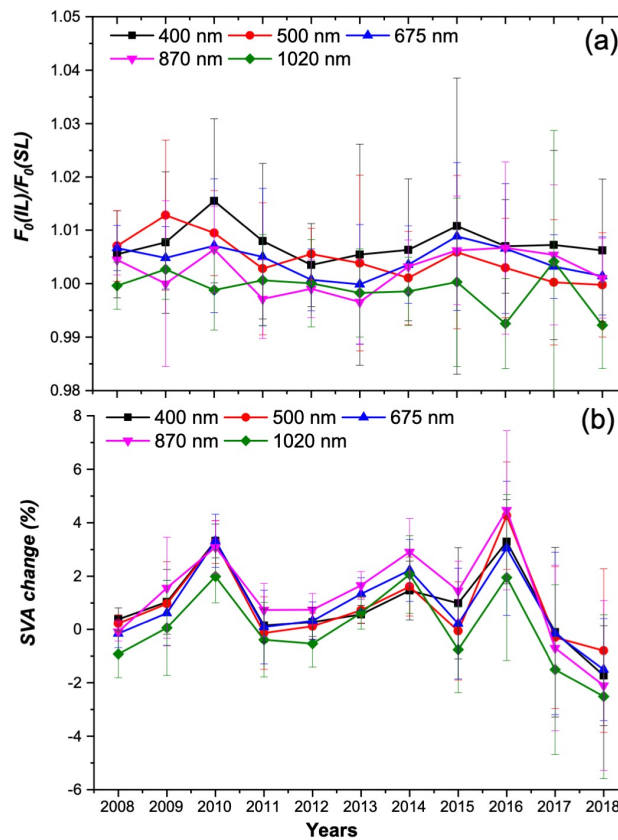 1.05
(a)
400 nm 500 nm 675 nm
870 nm 1020 nm
1.04
1.03
1.02
1.01
1.00
0.99
0.98
F₀(IL)/F₀(SL)
8
(b)
400 nm 500 nm 675 nm
870 nm 1020 nm
6
4
2
0
-2
-4
-6
SVA change (%)
2008 2009 2010 2011 2012 2013 2014 2015 2016 2017 2018
Years